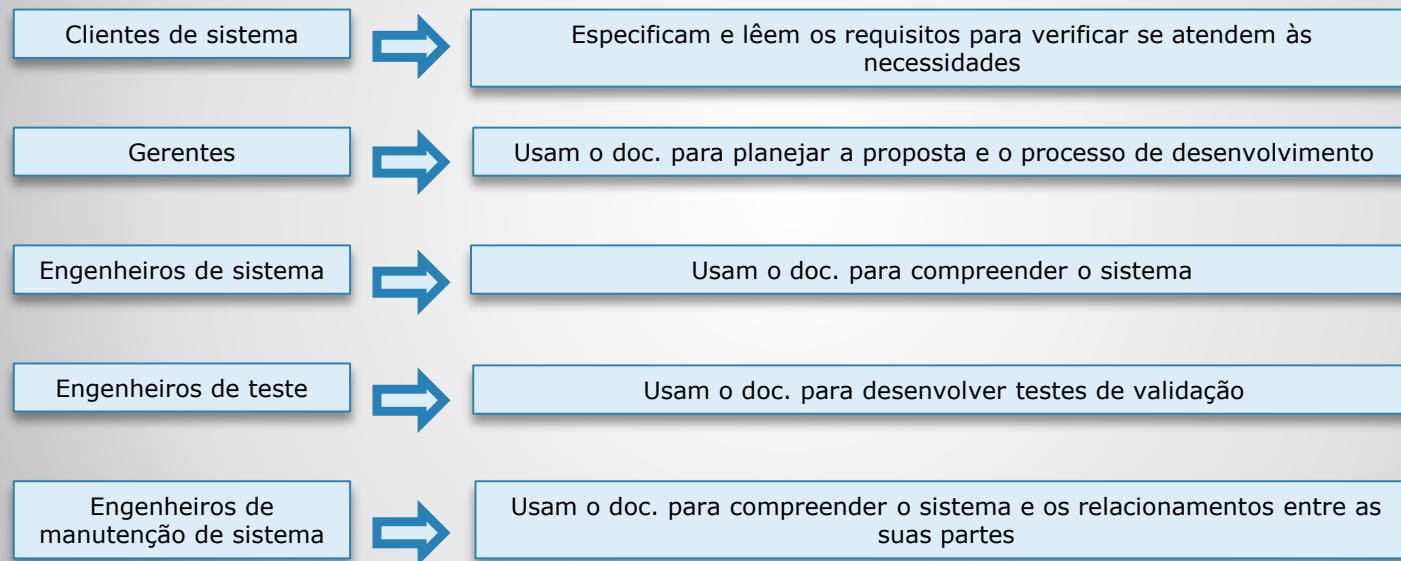 Clientes de sistema
Especificam e lêem os requisitos para verificar se atendem às
necessidades
Gerentes
Usam o doc. para planejar a proposta e o processo de desenvolvimento
Engenheiros de sistema
Usam o doc. para compreender o sistema
Engenheiros de teste
Usam o doc. para desenvolver testes de validação
Engenheiros de
manutenção de sistema
Usam o doc. para compreender o sistema e os relacionamentos entre as
suas partes